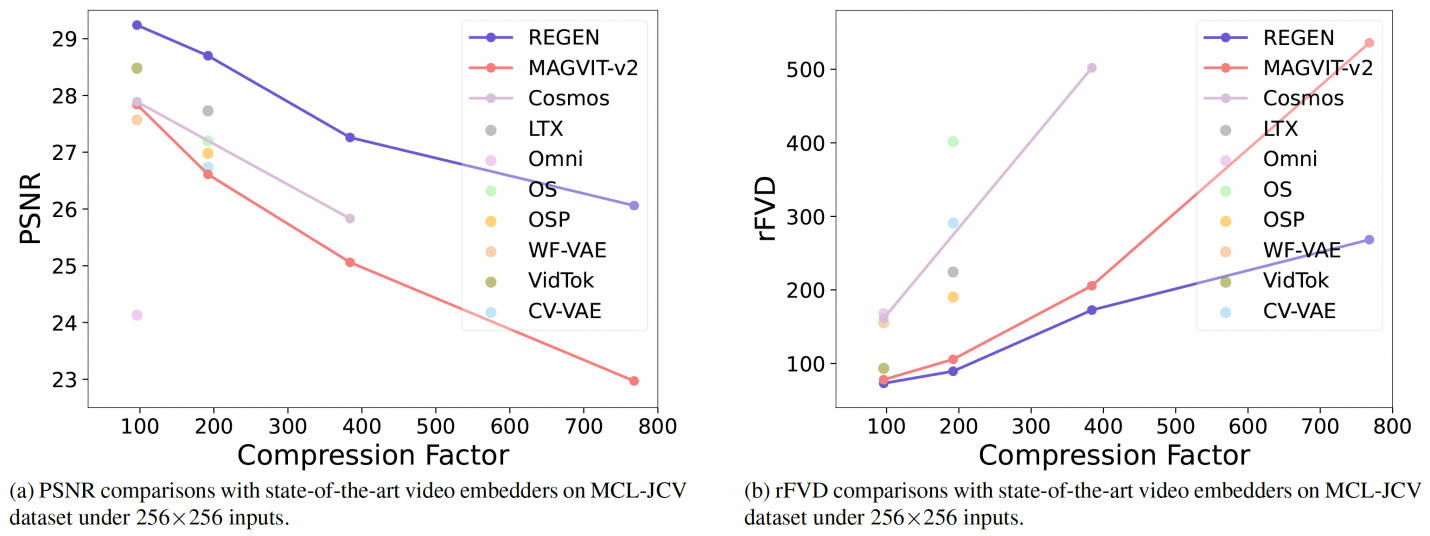 29
28
27
26
25
24
23
PSNR
100 200 300 400 500 600 700 800
Compression Factor
REGEN
MAGVIT-v2
Cosmos
LTX
Omni
OS
OSP
WF-VAE
VidTok
CV-VAE
(a) PSNR comparisons with state-of-the-art video embedders on MCL-JCV
dataset under 256×256 inputs.
500
400
300
200
100
rFVD
100 200 300 400 500 600 700 800
Compression Factor
REGEN
MAGVIT-v2
Cosmos
LTX
Omni
OS
OSP
WF-VAE
VidTok
CV-VAE
(b) rFVD comparisons with state-of-the-art video embedders on MCL-JCV
dataset under 256×256 inputs.